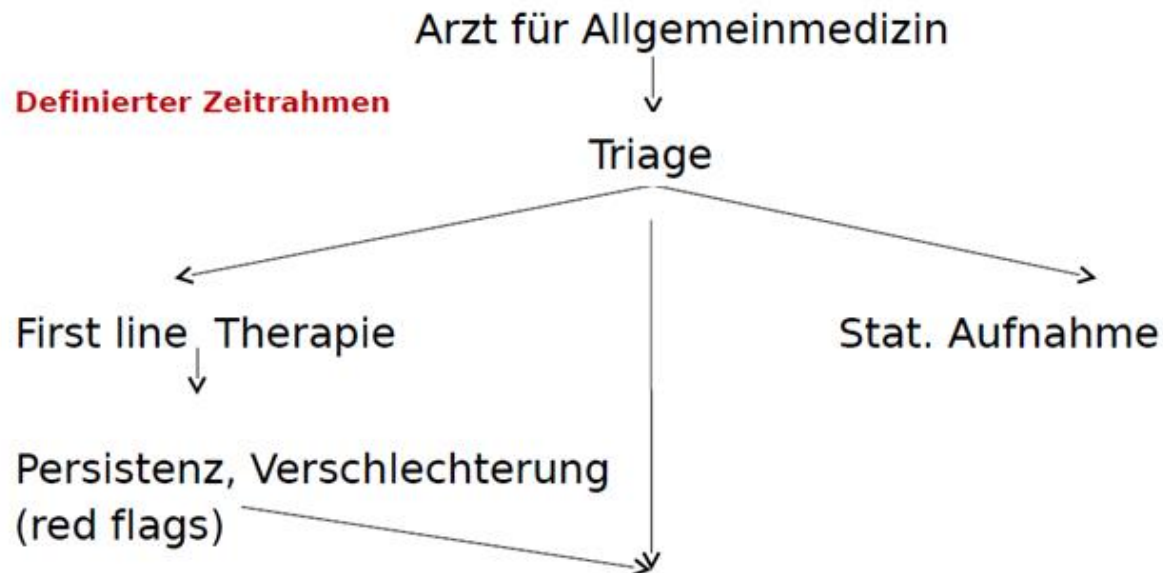 Arzt für Allgemeinmedizin
Definierter Zeitrahmen
Triage
First line Therapie
Stat. Aufnahme
Persistenz, Verschlechterung
(red flags)